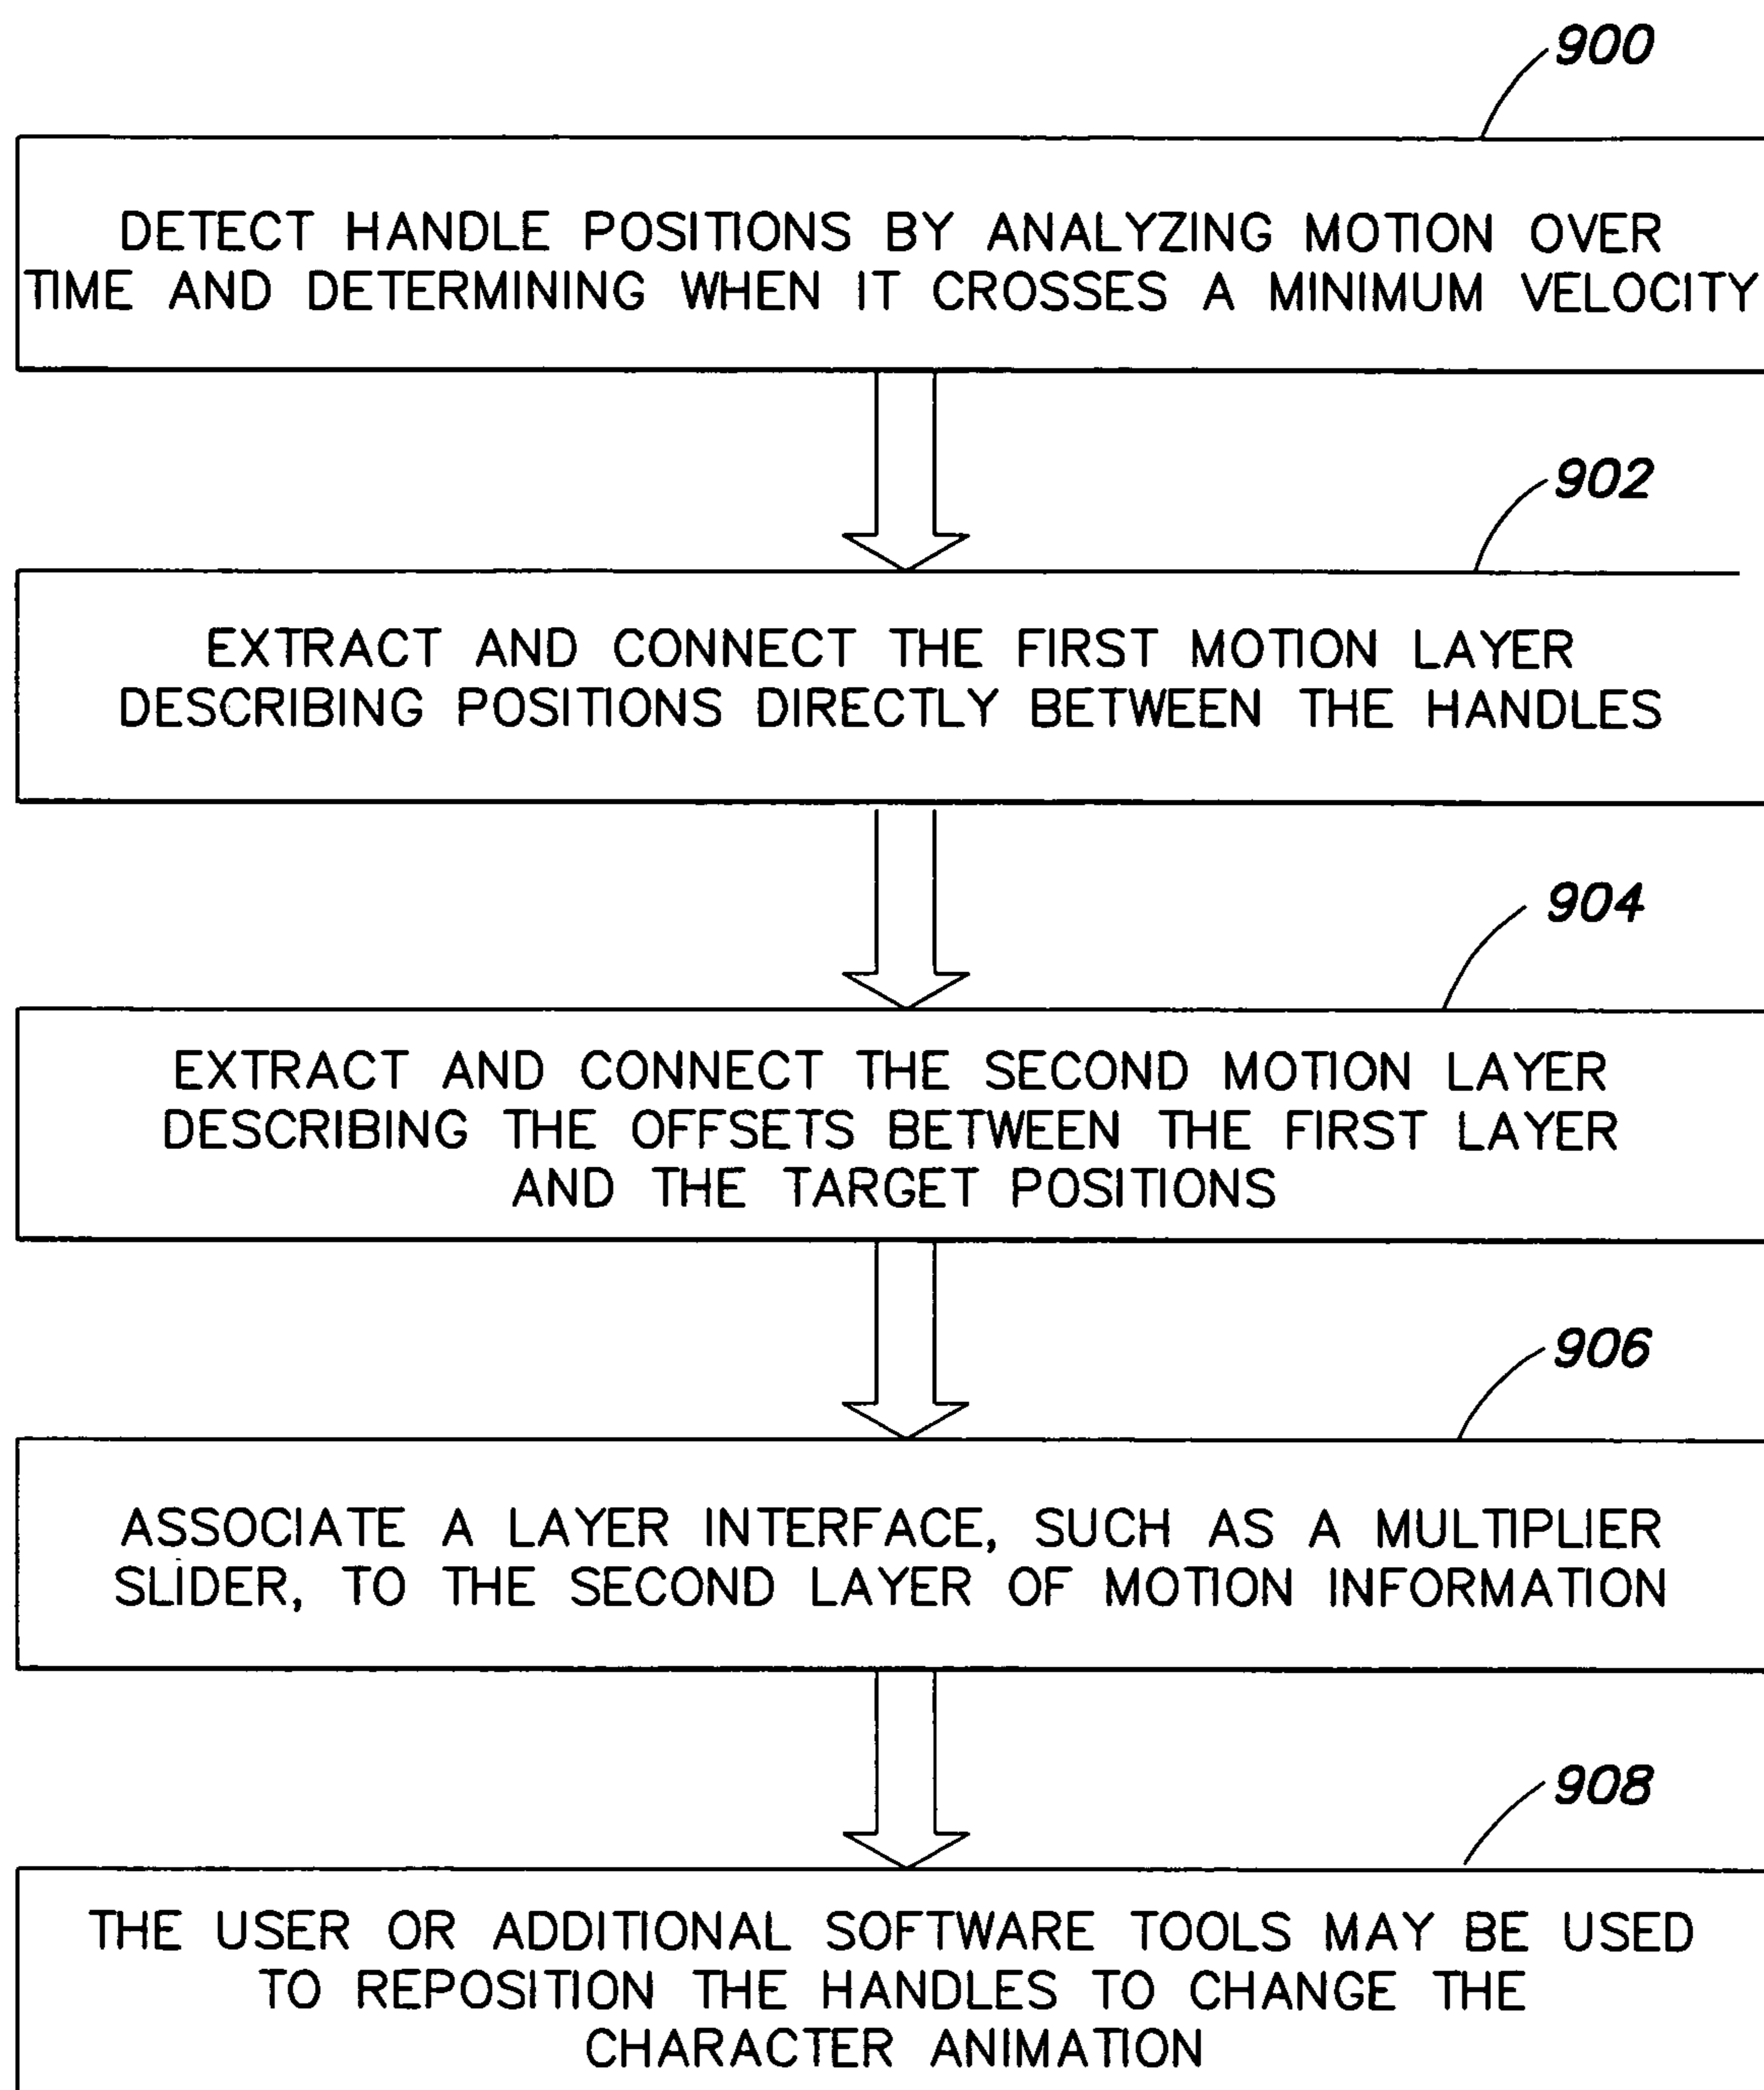 900
DETECT HANDLE POSITIONS BY ANALYZING MOTION OVER
TIME AND DETERMINING WHEN IT CROSSES A MINIMUM VELOCITY
902
EXTRACT AND CONNECT THE FIRST MOTION LAYER
DESCRIBING POSITIONS DIRECTLY BETWEEN THE HANDLES
904
EXTRACT AND CONNECT THE SECOND MOTION LAYER
DESCRIBING THE OFFSETS BETWEEN THE FIRST LAYER
AND THE TARGET POSITIONS
906
ASSOCIATE A LAYER INTERFACE, SUCH AS A MULTIPLIER
SLIDER, TO THE SECOND LAYER OF MOTION INFORMATION
908
THE USER OR ADDITIONAL SOFTWARE TOOLS MAY BE USED
TO REPOSITION THE HANDLES TO CHANGE THE
CHARACTER ANIMATION